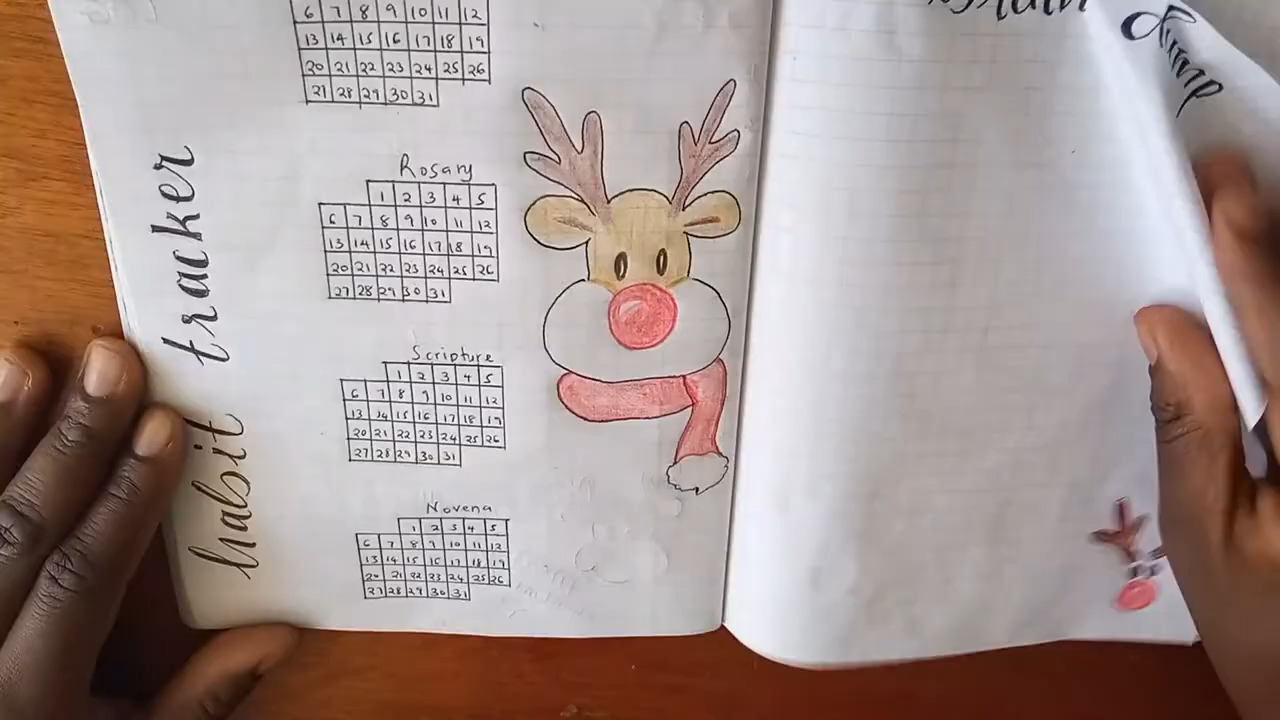 habit tracker
6 7 8 9 10 11 12
13 14 15 16 17 18 19
20 21 22 23 24 25 26
27 28 29 30 31
Rosary
1 2 3 4 5
6 7 8 9 10 11 12
13 14 15 16 17 18 19
20 21 22 23 24 25 26
27 28 29 30 31
Scripture
1 2 3 4 5
6 7 8 9 10 11 12
13 14 15 16 17 18 19
20 21 22 23 24 25 26
27 28 29 30 31
Novena
1 2 3 4 5
6 7 8 9 10 11 12
13 14 15 16 17 18 19
20 21 22 23 24 25 26
27 28 29 30 31
dump